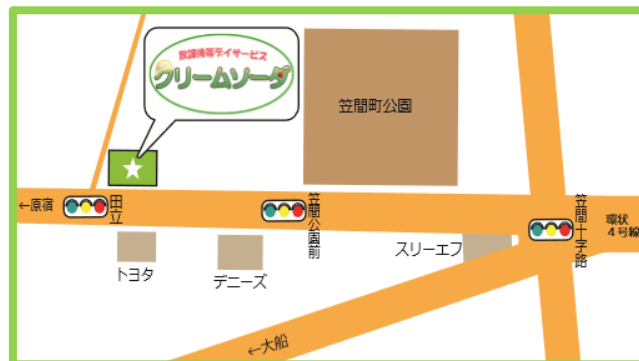 放課後等デイサービス
クリームソーダ
笠間町公園
←原宿
田立
笠間公園前
笠間十字路
環状
4号線
トヨタ
デニーズ
スリーエフ
←大船